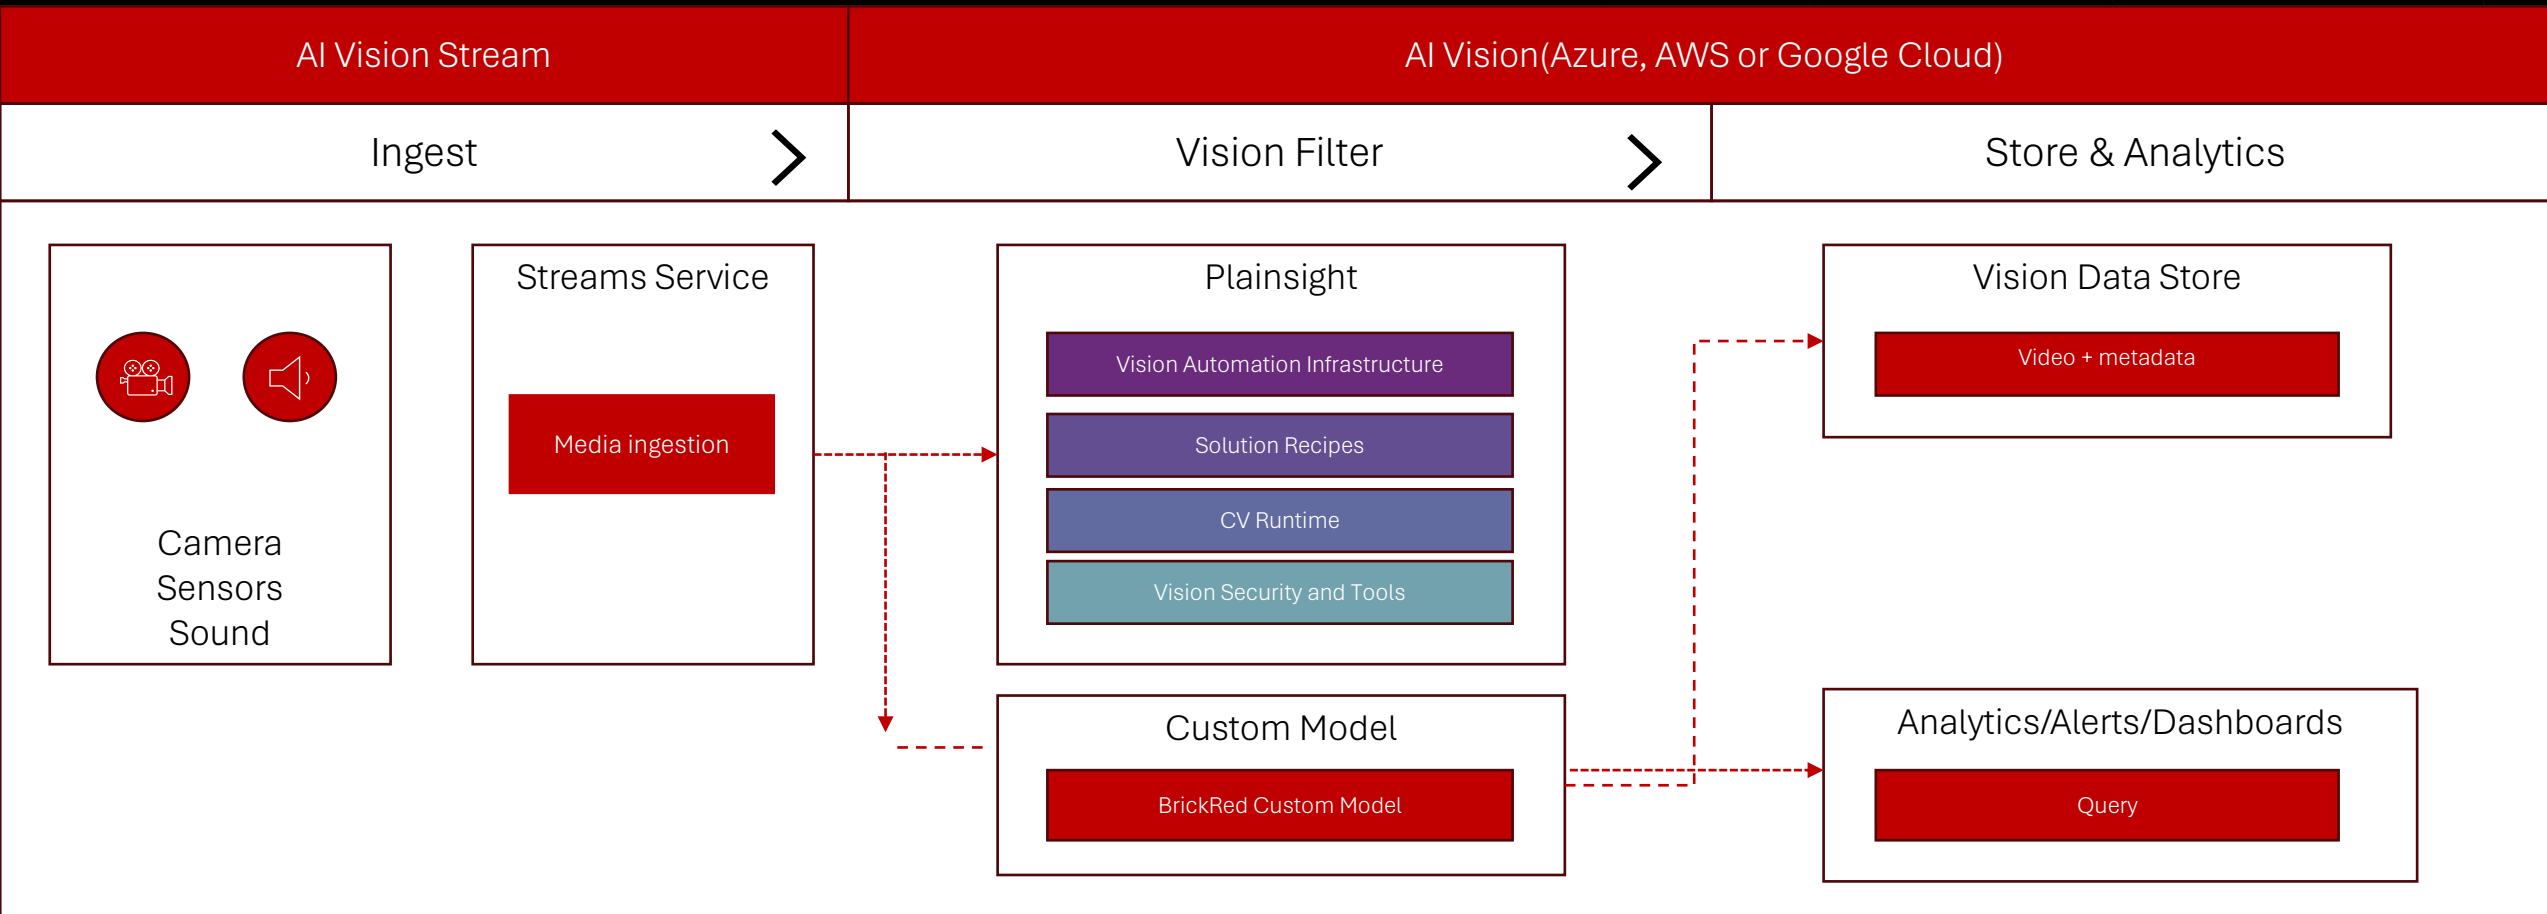 AI Vision Stream
AI Vision(Azure, AWS or Google Cloud)
Ingest
Vision Filter
Store & Analytics
Camera
Sensors
Sound
Streams Service
Media ingestion
Plainsight
Vision Automation Infrastructure
Solution Recipes
CV Runtime
Vision Security and Tools
Custom Model
BrickRed Custom Model
Vision Data Store
Video + metadata
Analytics/Alerts/Dashboards
Query